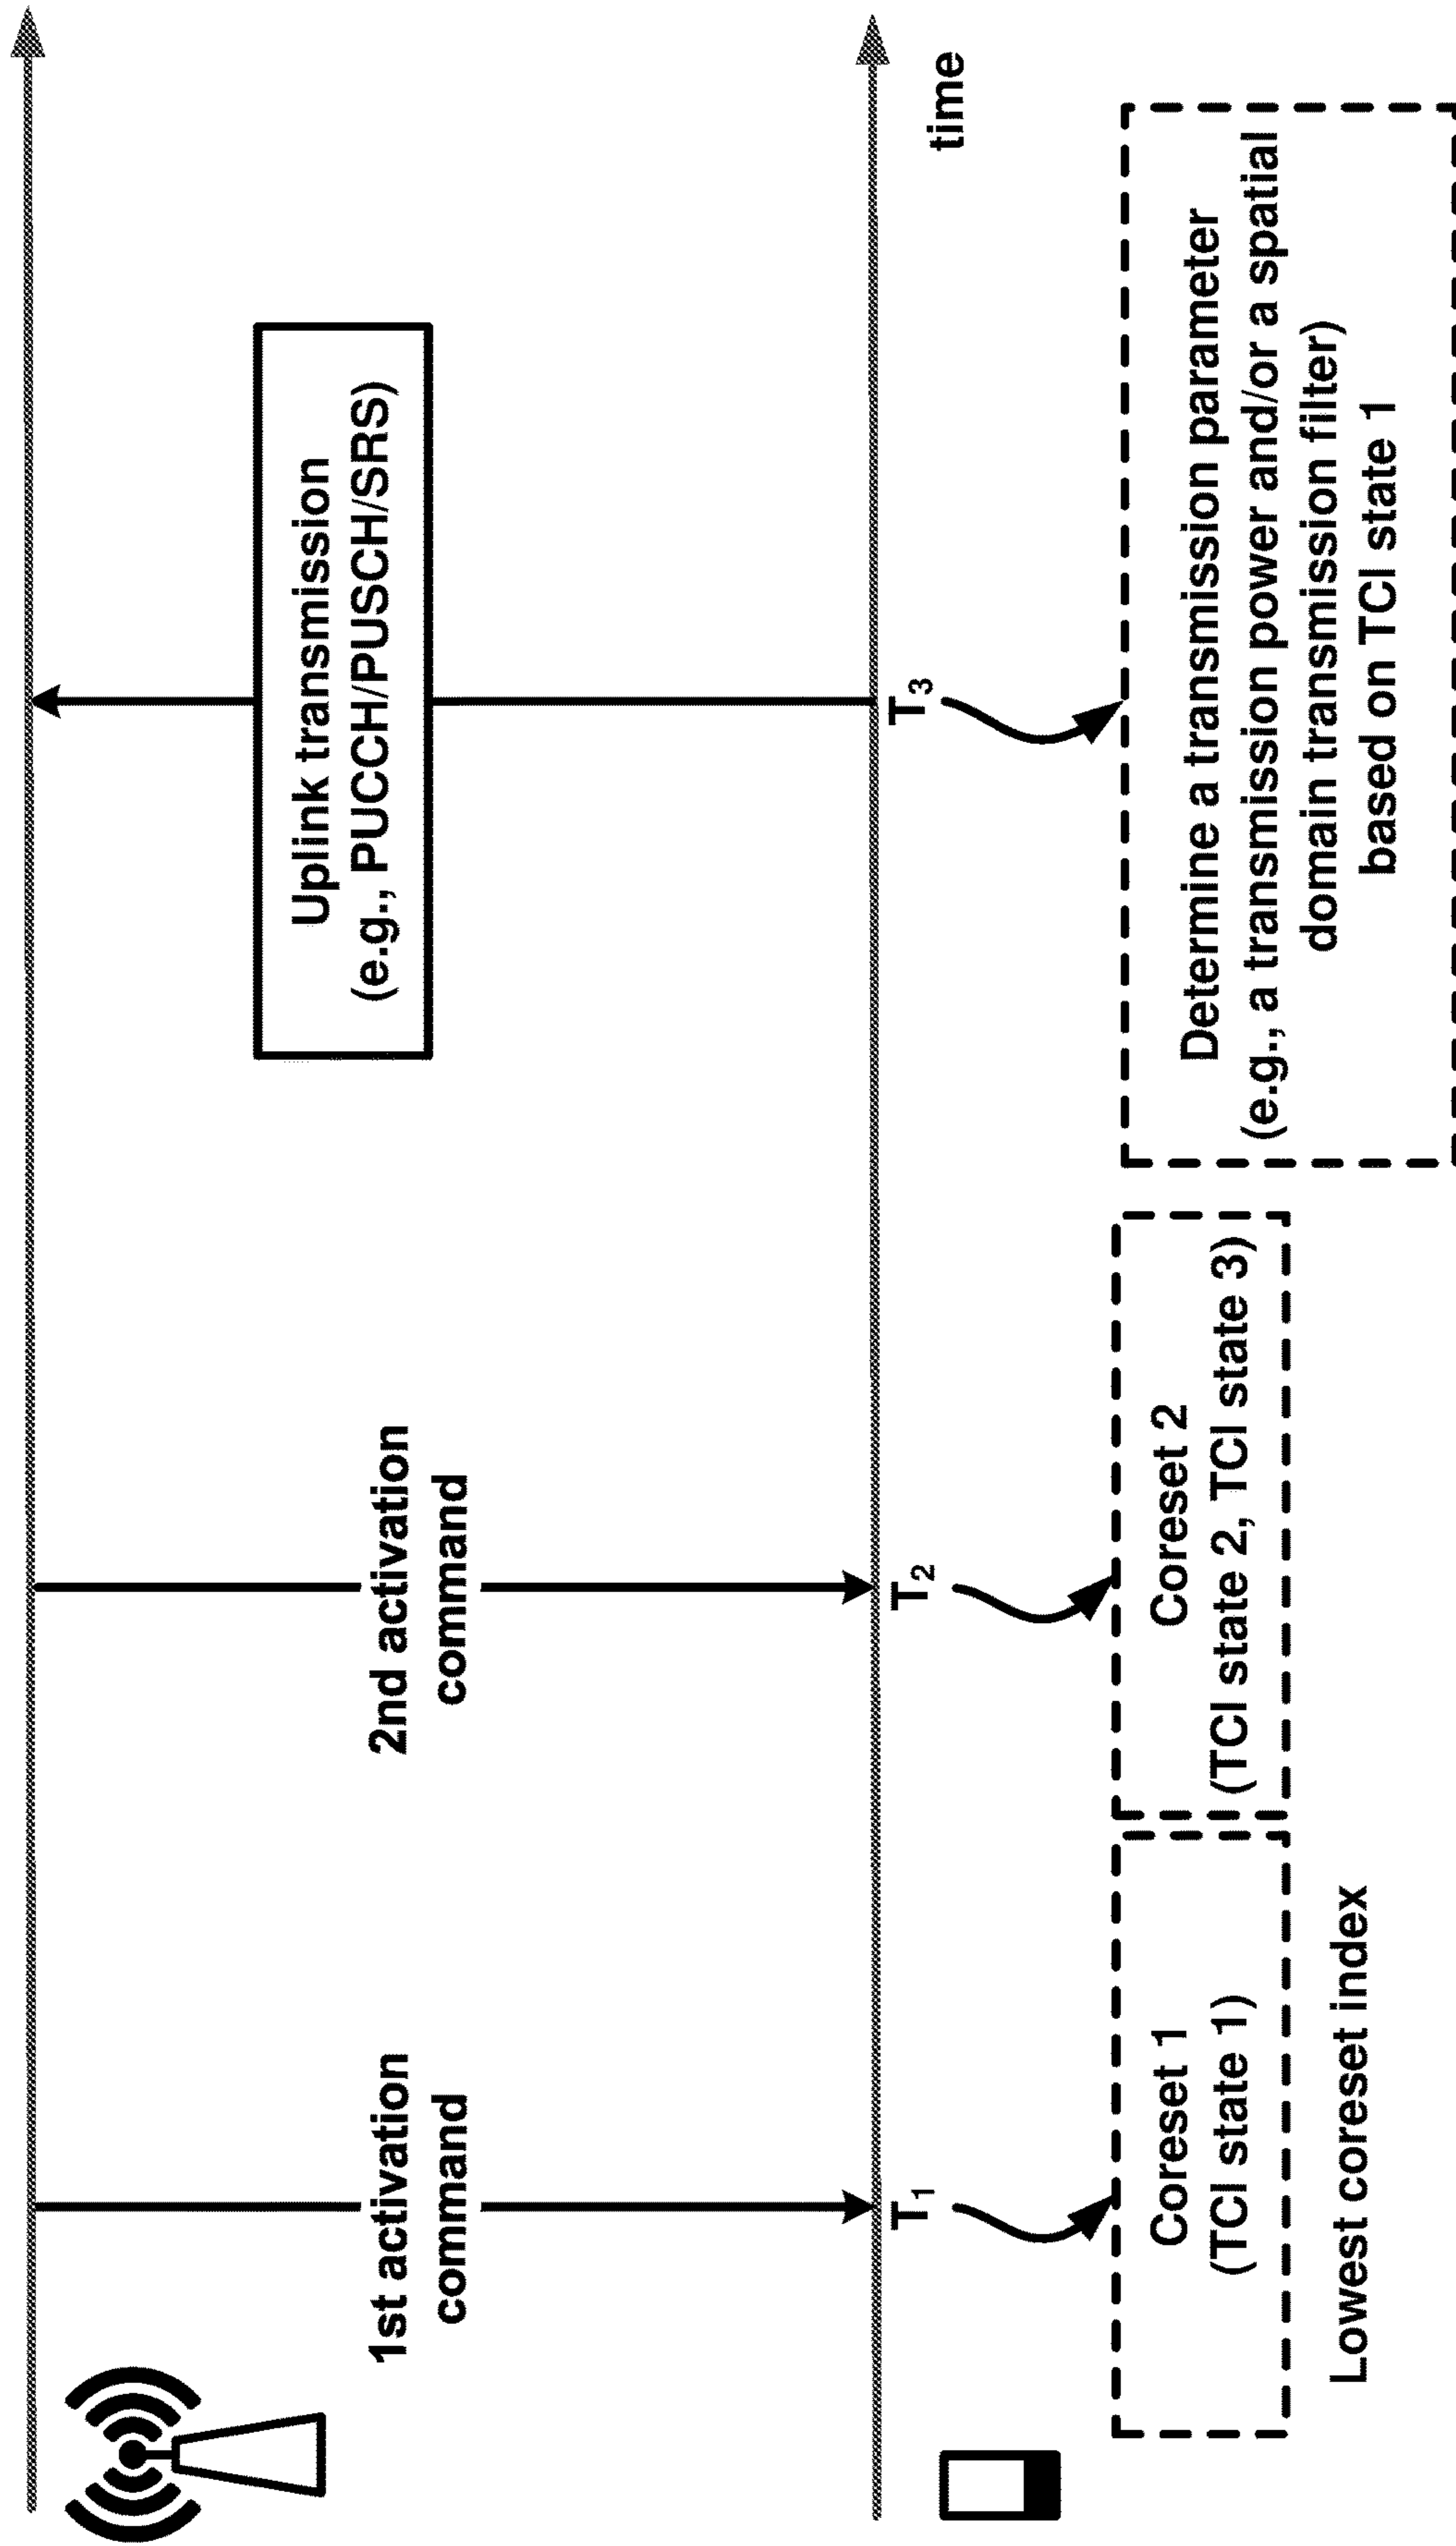 1st activation
command
2nd activation
command
Uplink transmission
(e.g., PUCCH/PUSCH/SRS)
T1
T2
T3
time
Coreset 1
(TCI state 1)
Lowest coreset index
Coreset 2
(TCI state 2, TCI state 3)
Determine a transmission parameter
(e.g., a transmission power and/or a spatial
domain transmission filter)
based on TCI state 1